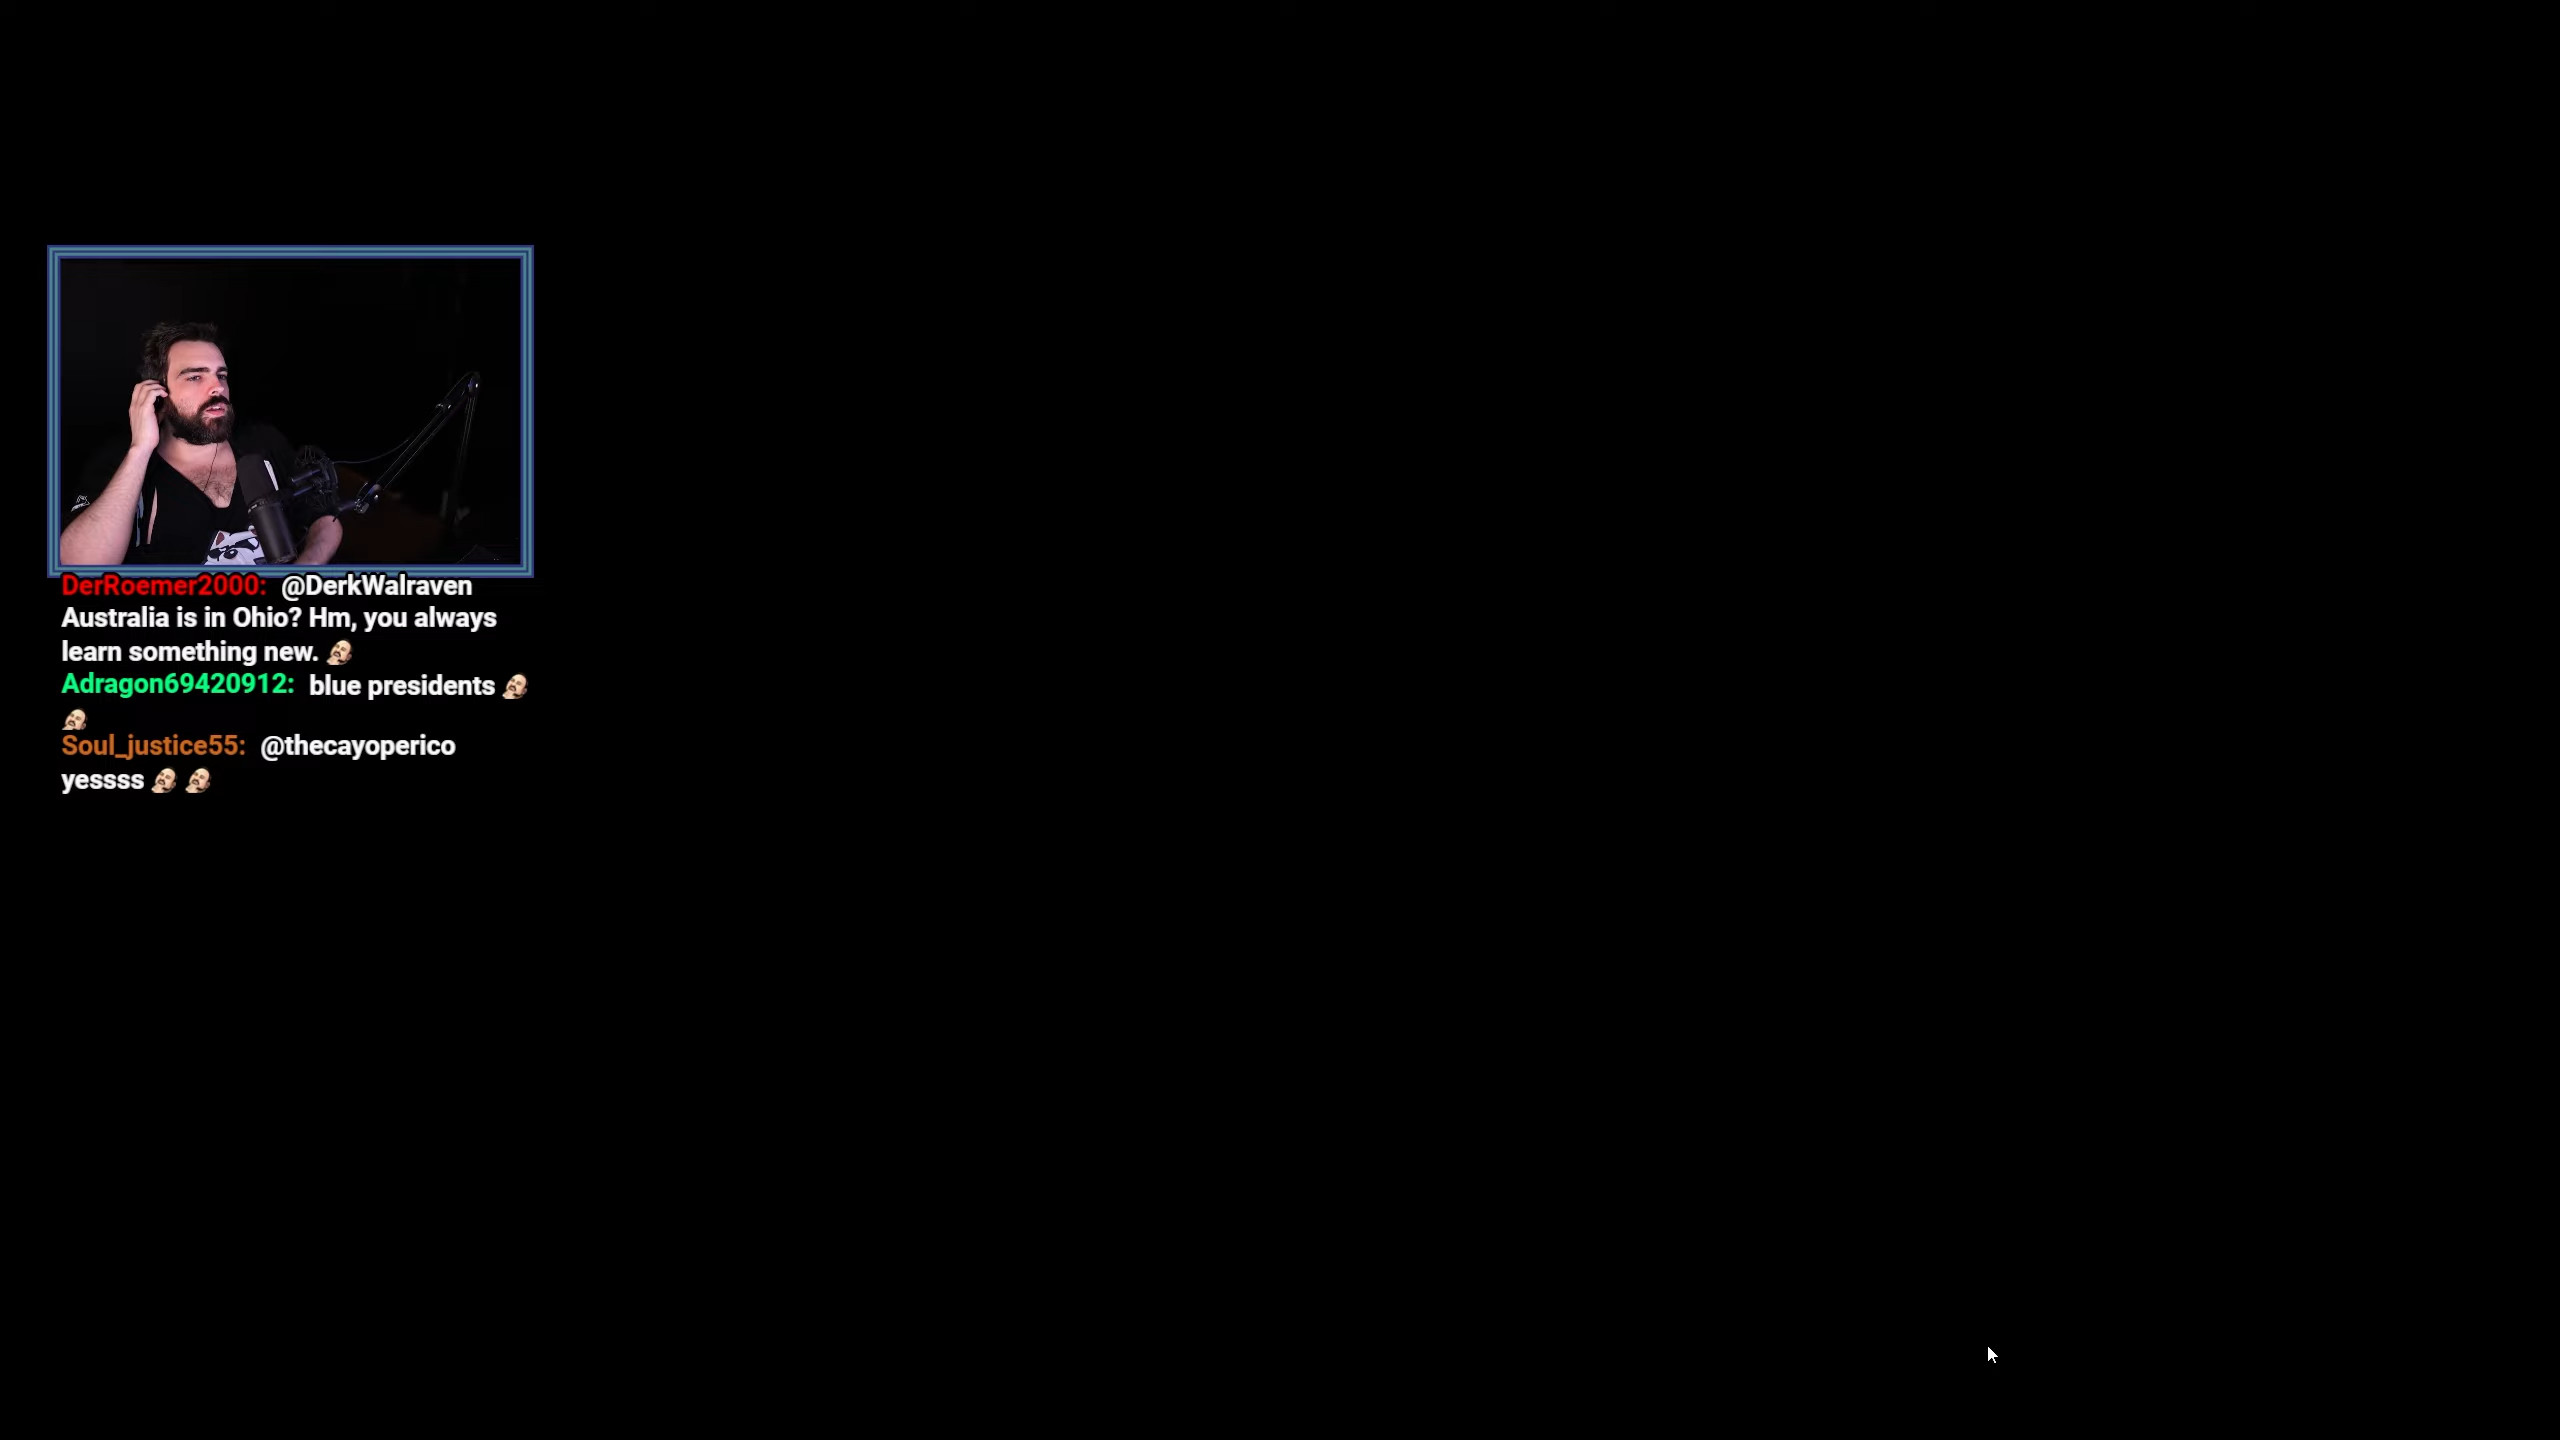 DerRoemer2000: @DerkWalraven
Australia is in Ohio? Hm, you always
learn something new.
Adragon69420912: blue presidents
Soul_justice55: @thecayoperico
yessss